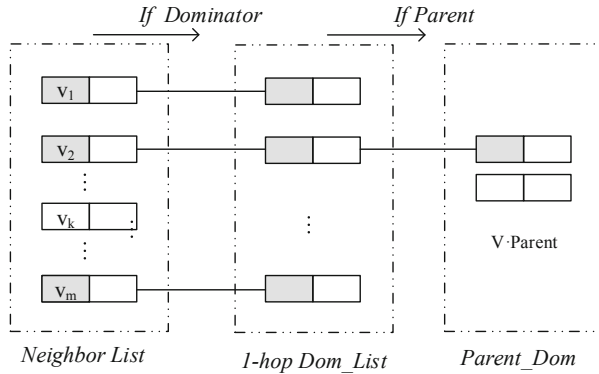 If Dominator
If Parent
v1
v2
⋮
vk
⋮
⋮
vm
⋮
V·Parent
Neighbor List
1-hop Dom_List
Parent_Dom